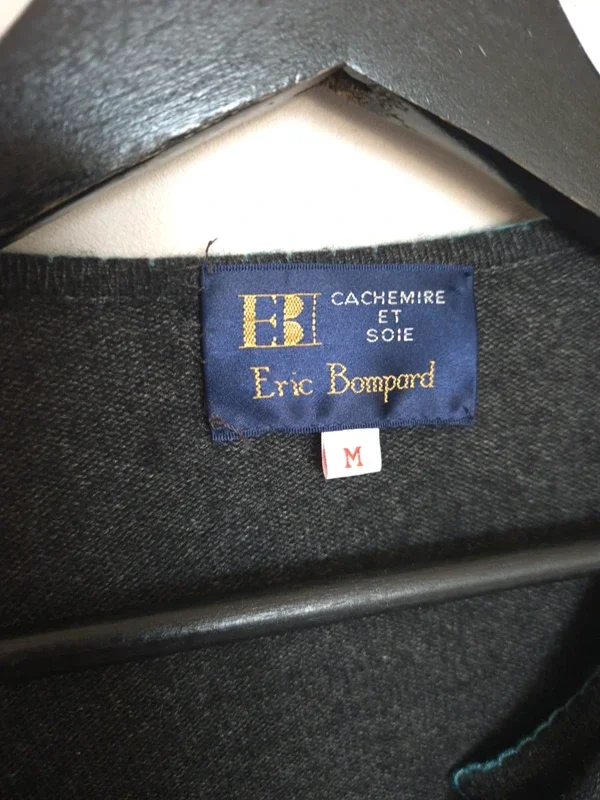 EB
CACHEMIRE
ET
SOIE
Eric Bompard
M